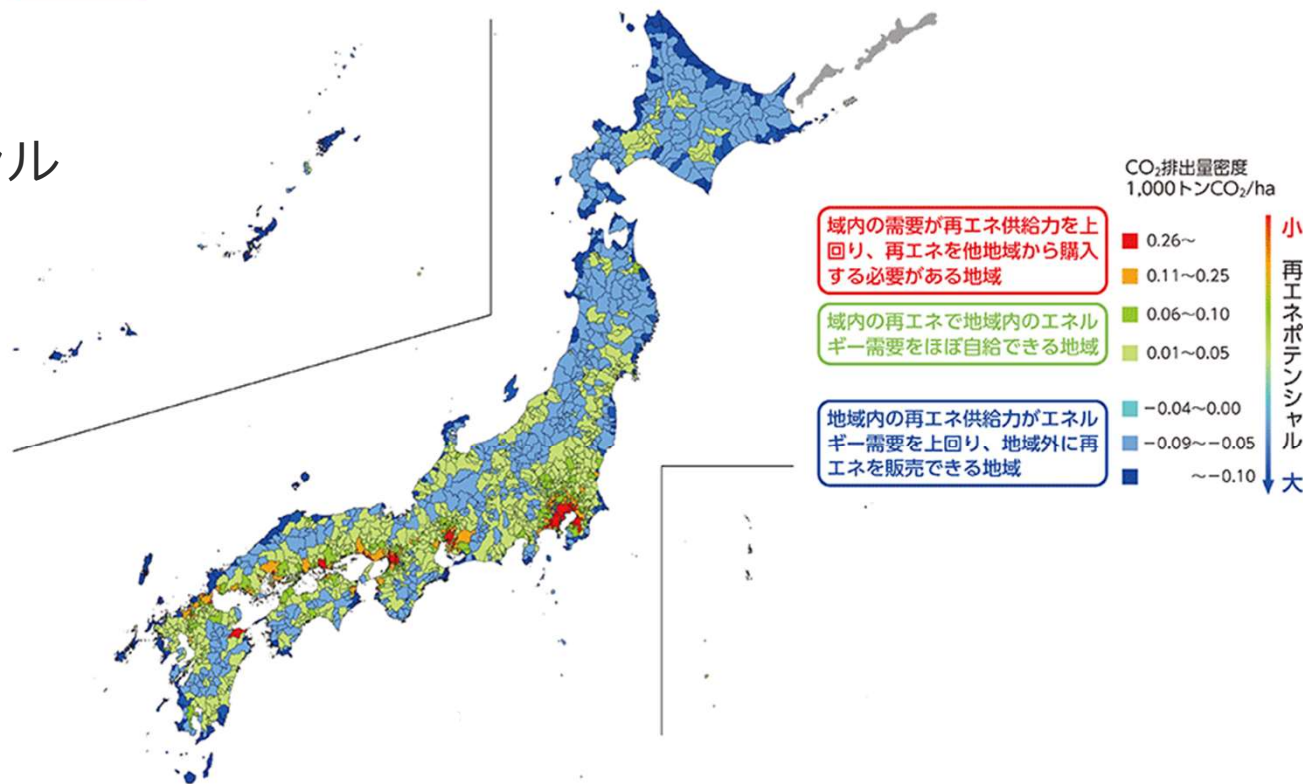 ャル
CO₂排出量密度
1,000トンCO₂/ha
域内の需要が再エネ供給力を上
回り、再エネを他地域から購入
する必要がある地域
域内の再エネで地域内のエネル
ギー需要をほぼ自給できる地域
地域内の再エネ供給力がエネル
ギー需要を上回り、地域外に再
エネを販売できる地域
0.26～
0.11～0.25
0.06～0.10
0.01～0.05
−0.04～0.00
−0.09～−0.05
～−0.10
小
再エネポテンシャル
大